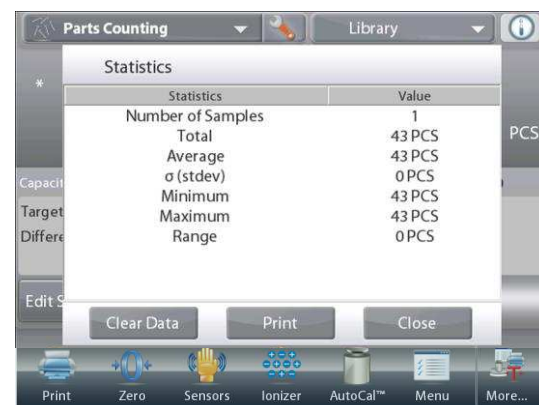 Parts Counting Library
Statistics
*
Statistics Value
Number of Samples 1
Total 43 PCS
PCS
Average 43 PCS
σ (stdev) 0 PCS
Capacit
Minimum 43 PCS
Target
Maximum 43 PCS
Differe
Range 0 PCS
Edit S
Clear Data Print Close
Print Zero Sensors Ionizer AutoCal™ Menu More...